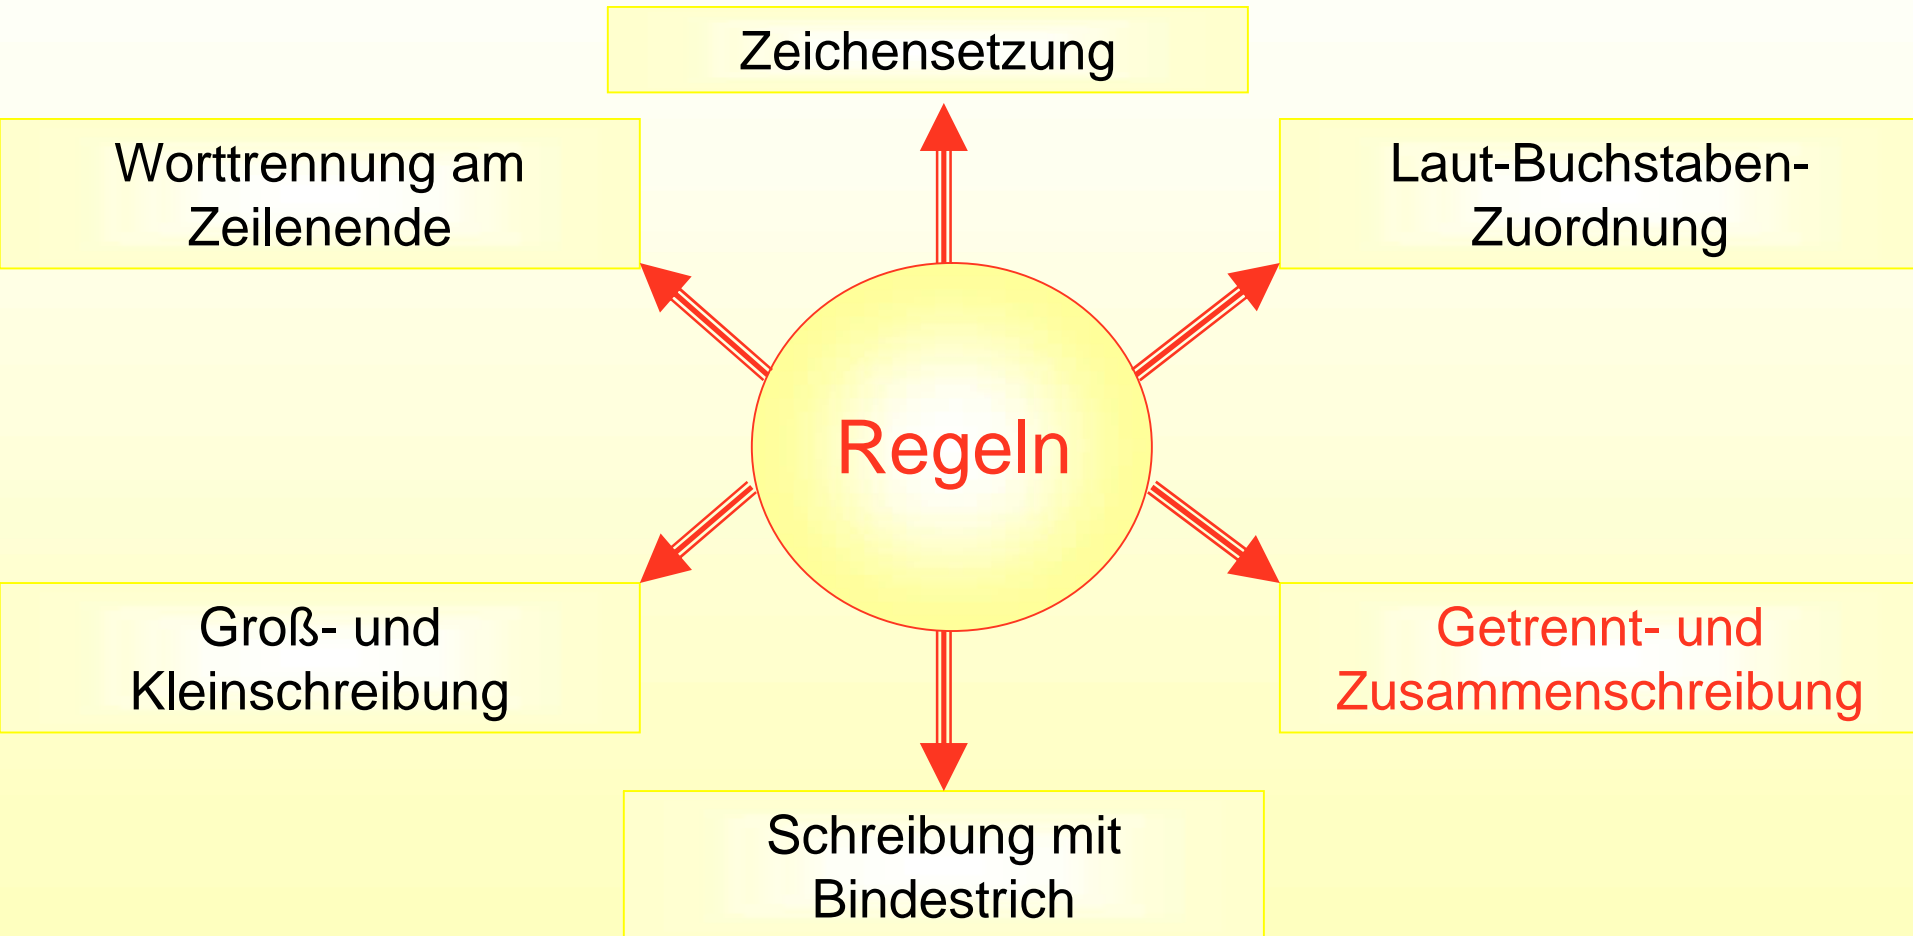 Zeichensetzung
Worttrennung am
Zeilenende
Laut-Buchstaben-
Zuordnung
Regeln
Groß- und
Kleinschreibung
Getrennt- und
Zusammenschreibung
Schreibung mit
Bindestrich